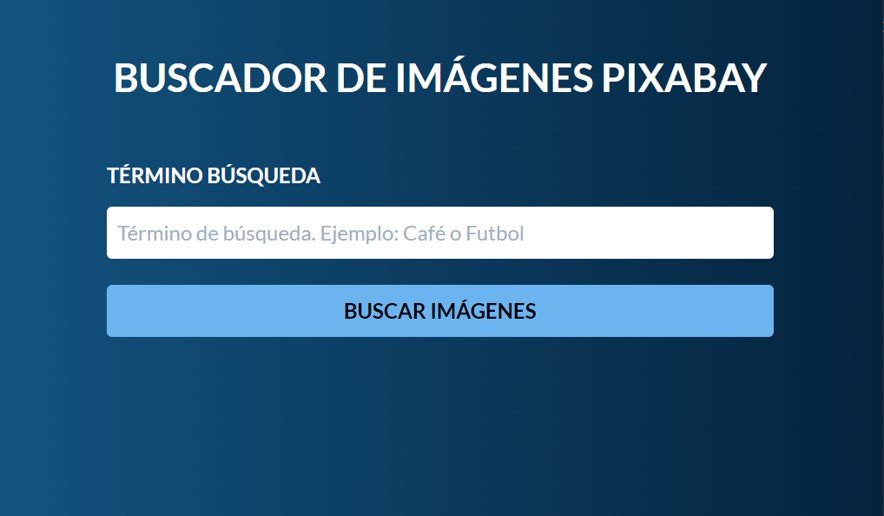 BUSCADOR DE IMÁGENES PIXABAY
TÉRMINO BÚSQUEDA
Término de búsqueda. Ejemplo: Café o Futbol
BUSCAR IMÁGENES